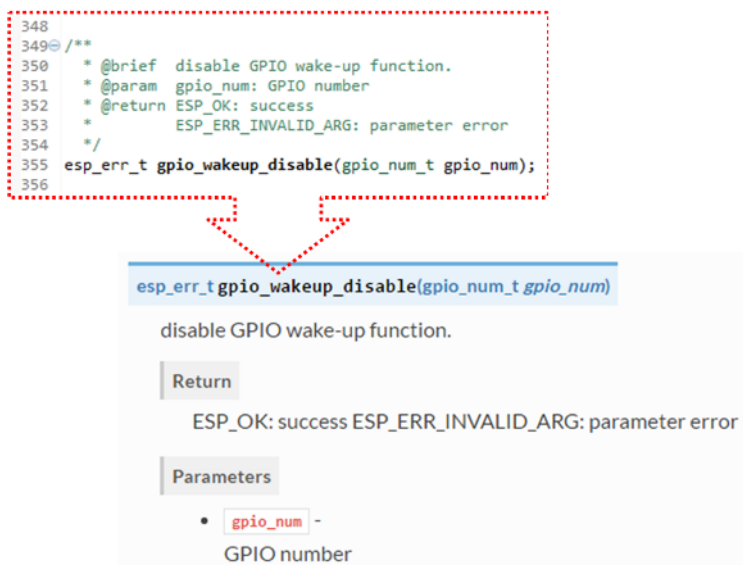 348
349 /**
350 * @brief disable GPIO wake-up function.
351 * @param gpio_num: GPIO number
352 * @return ESP_OK: success
353 * ESP_ERR_INVALID_ARG: parameter error
354 */
355 esp_err_t gpio_wakeup_disable(gpio_num_t gpio_num);
356
esp_err_t gpio_wakeup_disable(gpio_num_t gpio_num)
disable GPIO wake-up function.
Return
ESP_OK: success ESP_ERR_INVALID_ARG: parameter error
Parameters
• gpio_num -
GPIO number